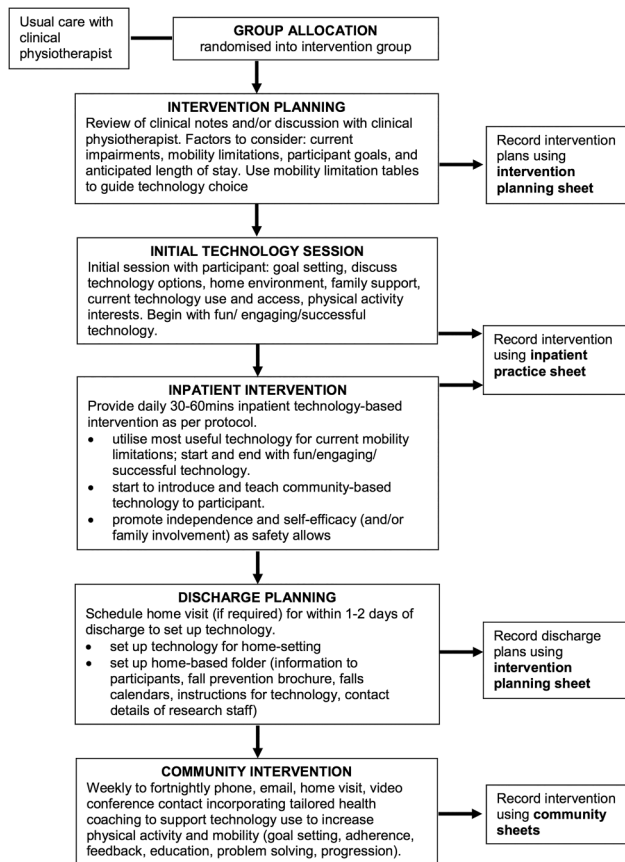 Usual care with
clinical
physiotherapist
GROUP ALLOCATION
randomised into intervention group
INTERVENTION PLANNING
Review of clinical notes and/or discussion with clinical
physiotherapist. Factors to consider: current
impairments, mobility limitations, participant goals, and
anticipated length of stay. Use mobility limitation tables
to guide technology choice
Record intervention
plans using
intervention
planning sheet
INITIAL TECHNOLOGY SESSION
Initial session with participant: goal setting, discuss
technology options, home environment, family support,
current technology use and access, physical activity
interests. Begin with fun/ engaging/successful
technology.
Record intervention
using inpatient
practice sheet
INPATIENT INTERVENTION
Provide daily 30-60mins inpatient technology-based
intervention as per protocol.
• utilise most useful technology for current mobility
limitations; start and end with fun/engaging/
successful technology.
• start to introduce and teach community-based
technology to participant.
• promote independence and self-efficacy (and/or
family involvement) as safety allows
DISCHARGE PLANNING
Schedule home visit (if required) for within 1-2 days of
discharge to set up technology.
• set up technology for home-setting
• set up home-based folder (information to
participants, fall prevention brochure, falls
calendars, instructions for technology, contact
details of research staff)
Record discharge
plans using
intervention
planning sheet
COMMUNITY INTERVENTION
Weekly to fortnightly phone, email, home visit, video
conference contact incorporating tailored health
coaching to support technology use to increase
physical activity and mobility (goal setting, adherence,
feedback, education, problem solving, progression).
Record intervention
using community
sheets